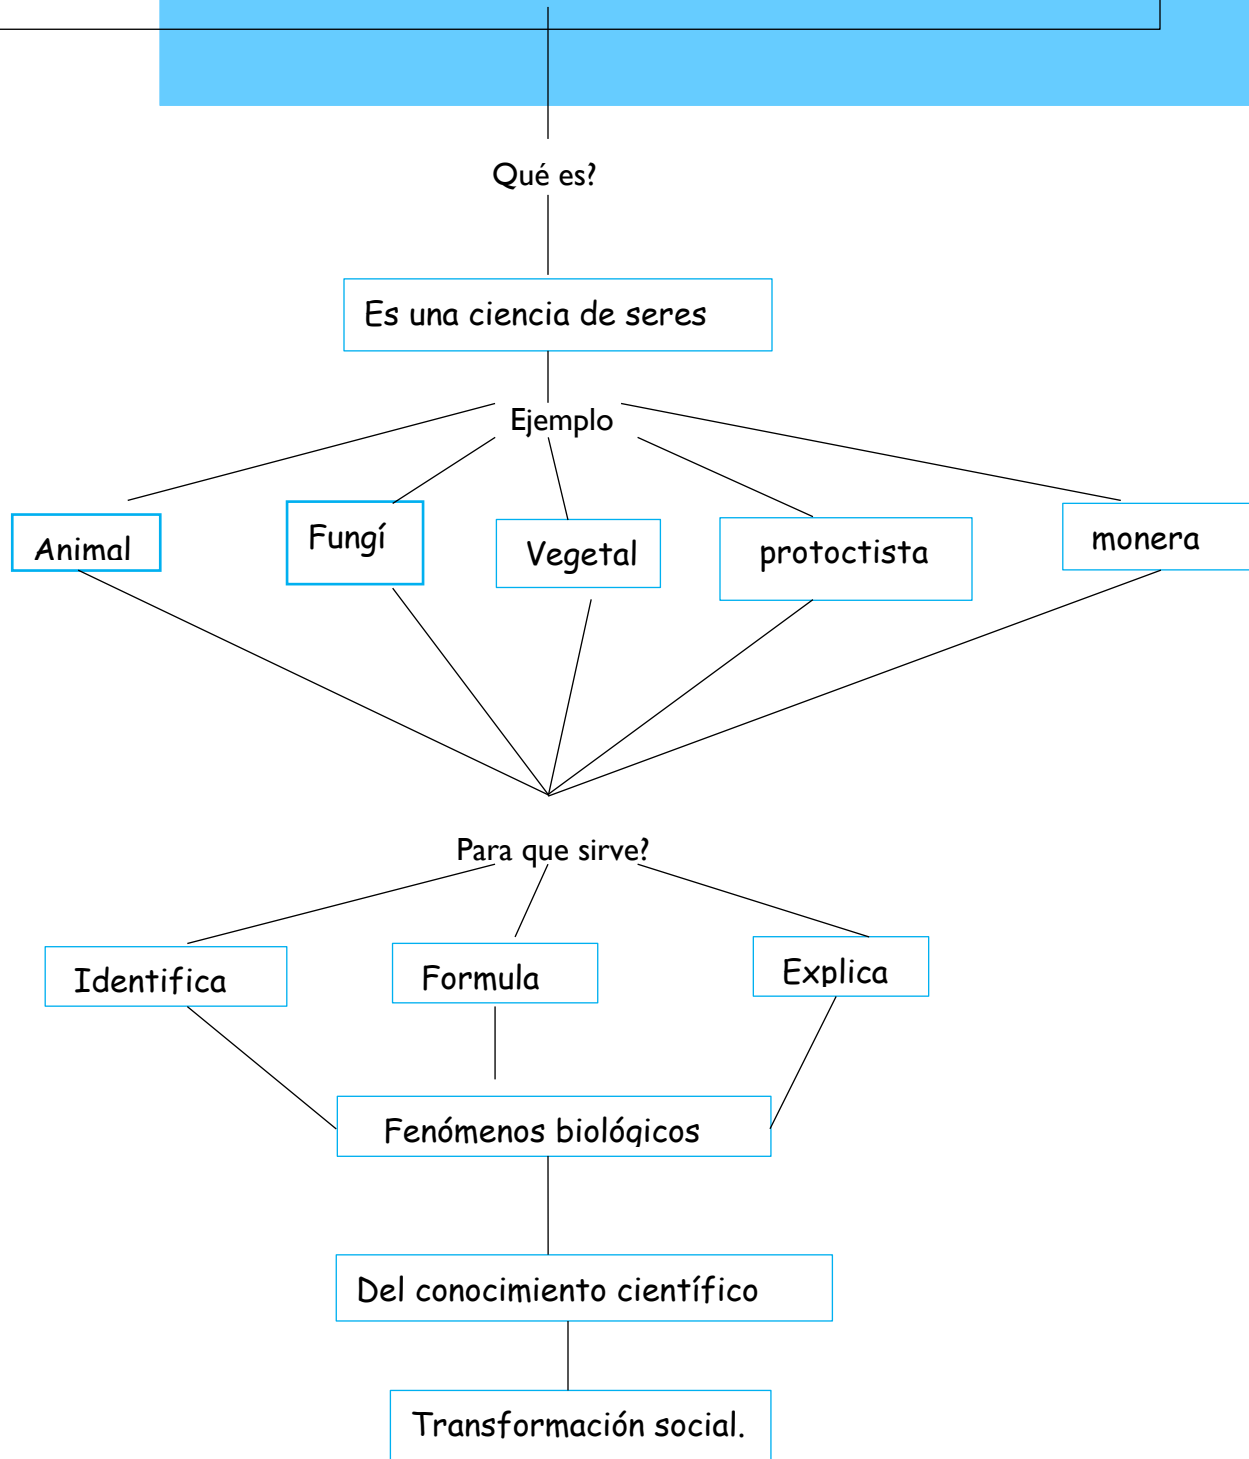 Qué es?
Es una ciencia de seres
Ejemplo
Animal
Fungí
Vegetal
protoctista
monera
Para que sirve?
Identifica
Formula
Explica
Fenómenos biológicos
Del conocimiento científico
Transformación social.